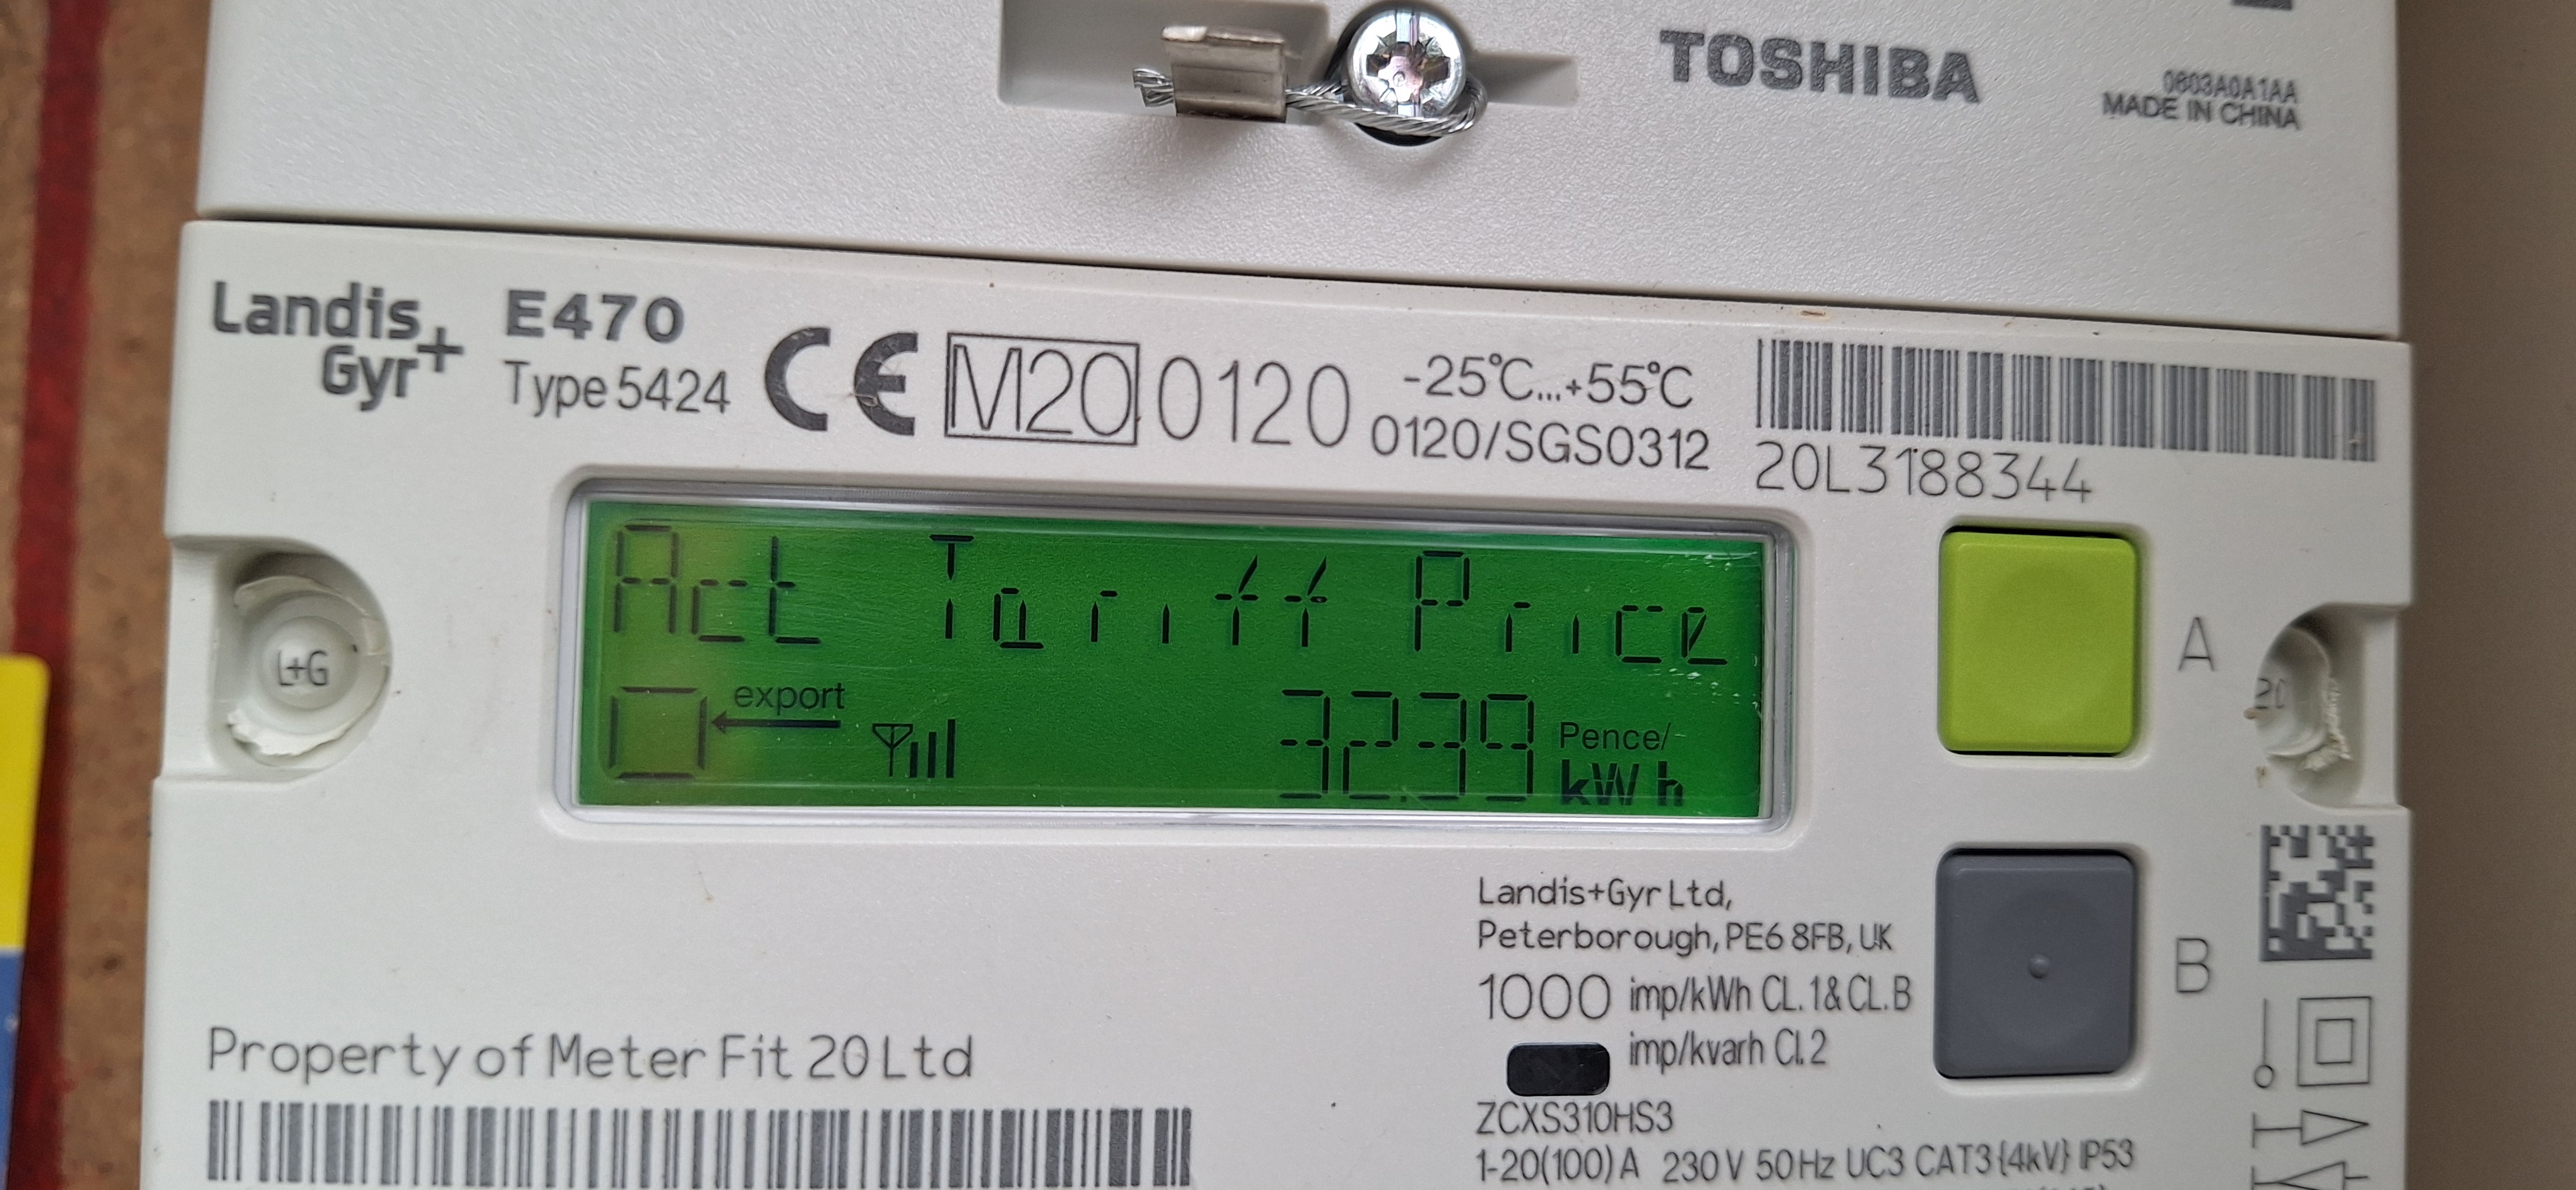 TOSHIBA
0603A0A1AA
MADE IN CHINA
Landis+
Gyr
E470
Type 5424
CE M20 0120
-25°C...+55°C
0120/SGS0312
20L3188344
Act Tariff Price
export
32.39 Pence/
kWh
L+G
20
A
B
Landis+Gyr Ltd,
Peterborough, PE6 8FB, UK
1000 imp/kWh CL.1&CL.B
imp/kvarh Cl.2
ZCXS310HS3
1-20(100)A 230V 50Hz UC3 CAT3{4kV} IP53
Property of Meter Fit 20 Ltd